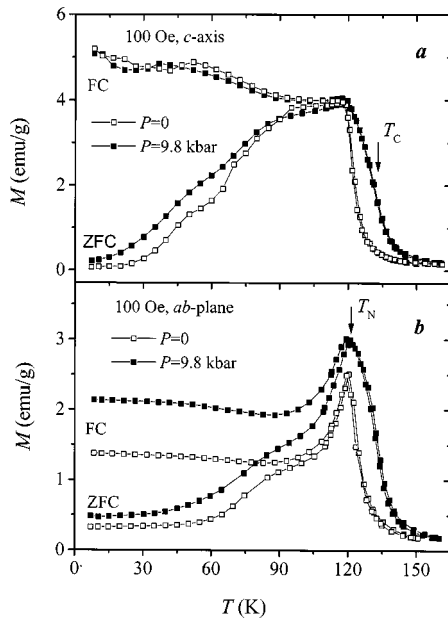 100 Oe, c-axis
a
FC
P=0
P=9.8 kbar
T_C
ZFC
M (emu/g)
6
4
2
0
100 Oe, ab-plane
b
P=0
P=9.8 kbar
T_N
FC
ZFC
M (emu/g)
3
2
1
0
0 30 60 90 120 150
T (K)